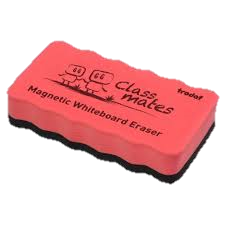 trodat
Class
mates
Magnetic Whiteboard Eraser